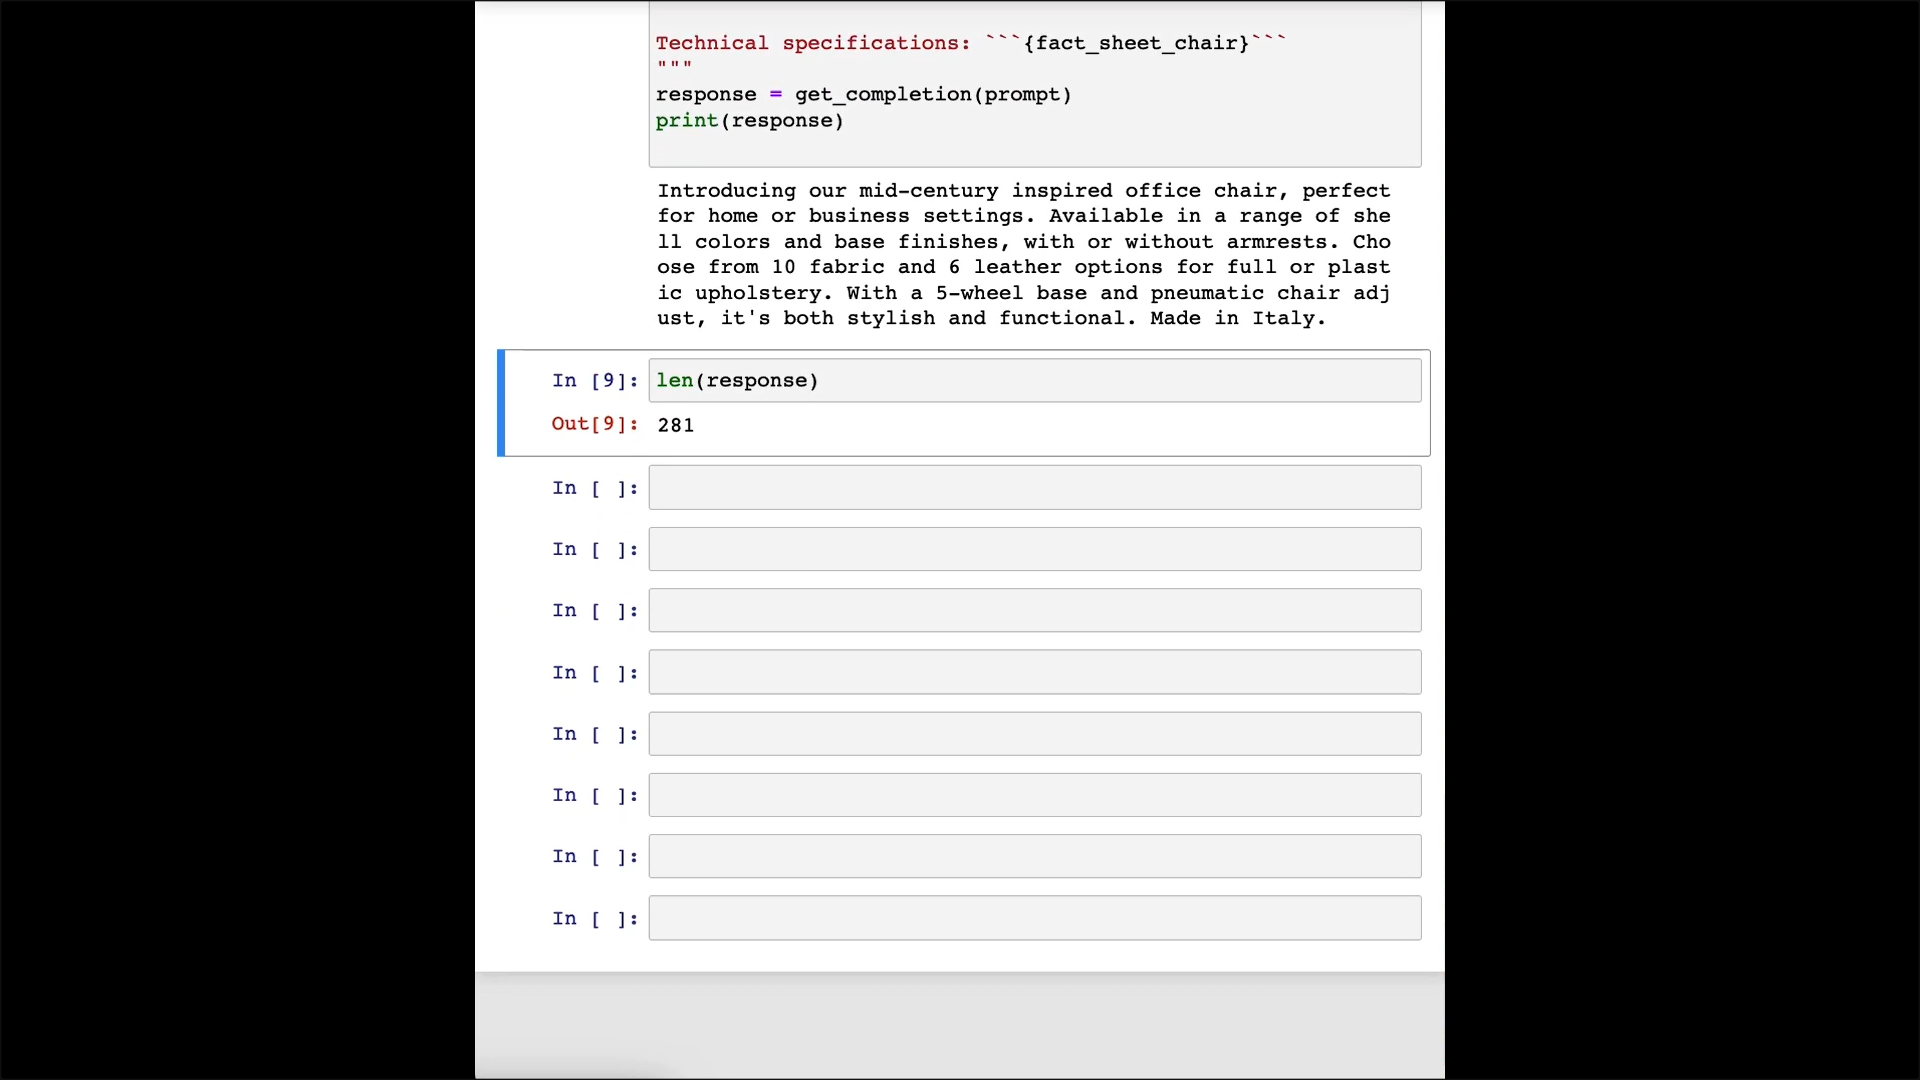 Technical specifications: ```{fact_sheet_chair}```
"""
response = get_completion(prompt)
print(response)
Introducing our mid-century inspired office chair, perfect
for home or business settings. Available in a range of she
ll colors and base finishes, with or without armrests. Cho
ose from 10 fabric and 6 leather options for full or plast
ic upholstery. With a 5-wheel base and pneumatic chair adj
ust, it's both stylish and functional. Made in Italy.
In [9]: len(response)
Out[9]: 281
In [ ]:
In [ ]:
In [ ]:
In [ ]:
In [ ]:
In [ ]:
In [ ]:
In [ ]: